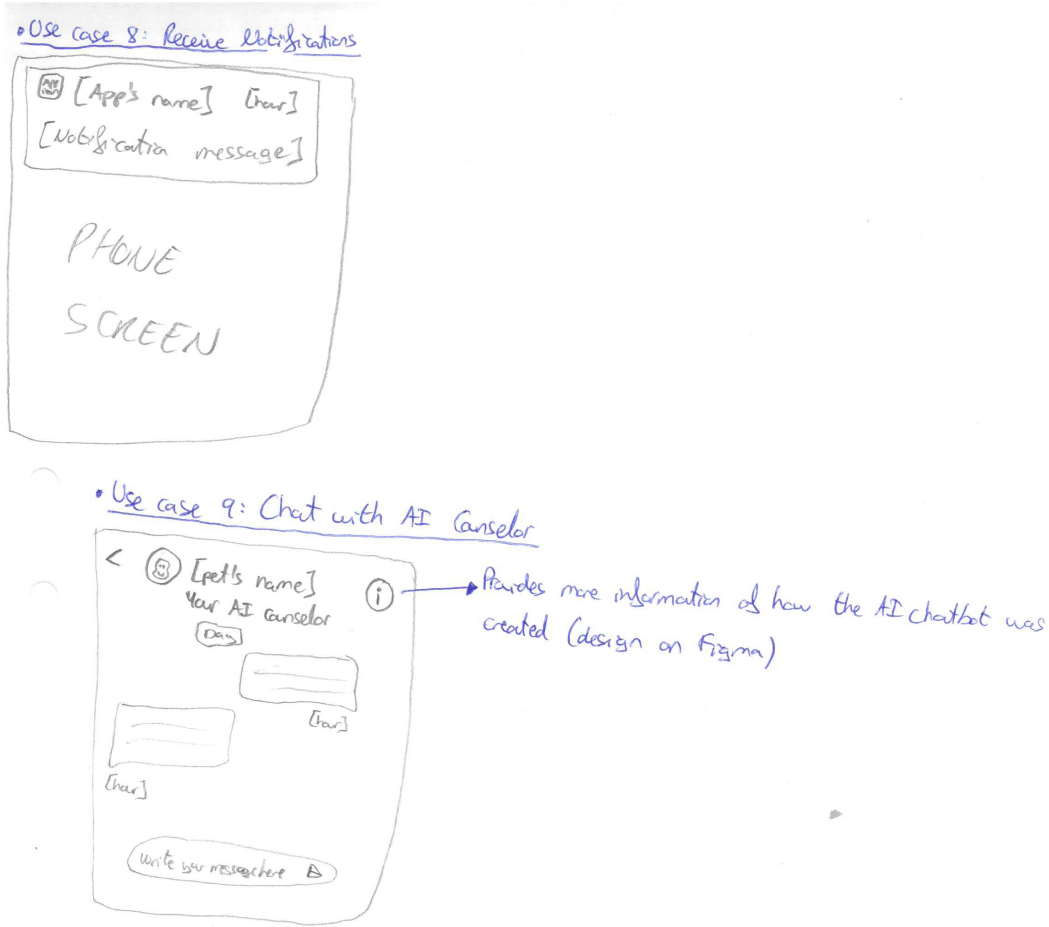 • Use case 8: Receive Notifications
[App's name] [hour]
[Notification message]
PHONE
SCREEN
• Use case 9: Chat with AI Canselor
< [pet's name] i
Your AI Canselor
Day
[hour]
[hour]
Write your message here
Provides more information of how the AI chatbot was
created (design on Figma)